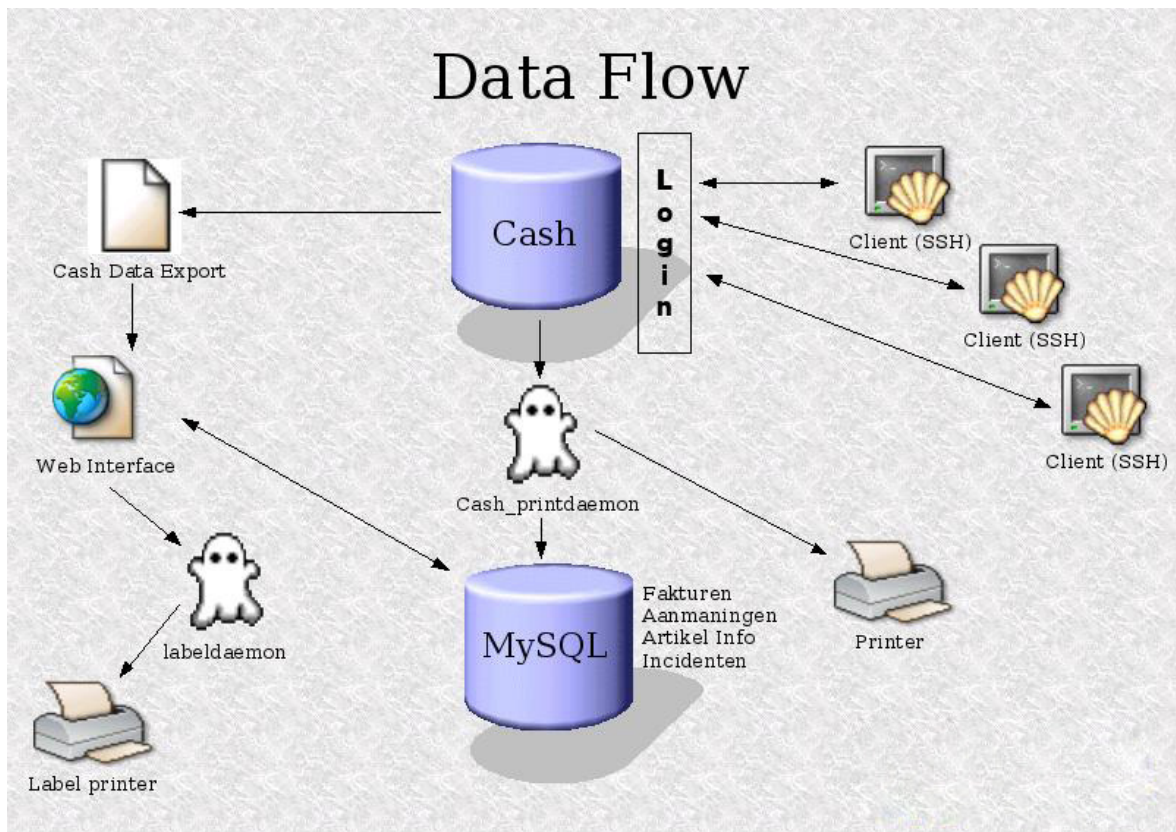 Data Flow
Cash
Login
Cash Data Export
Client (SSH)
Client (SSH)
Client (SSH)
Web Interface
Cash_printdaemon
labeldaemon
MySQL
Fakturen
Aanmaningen
Artikel Info
Incidenten
Printer
Label printer